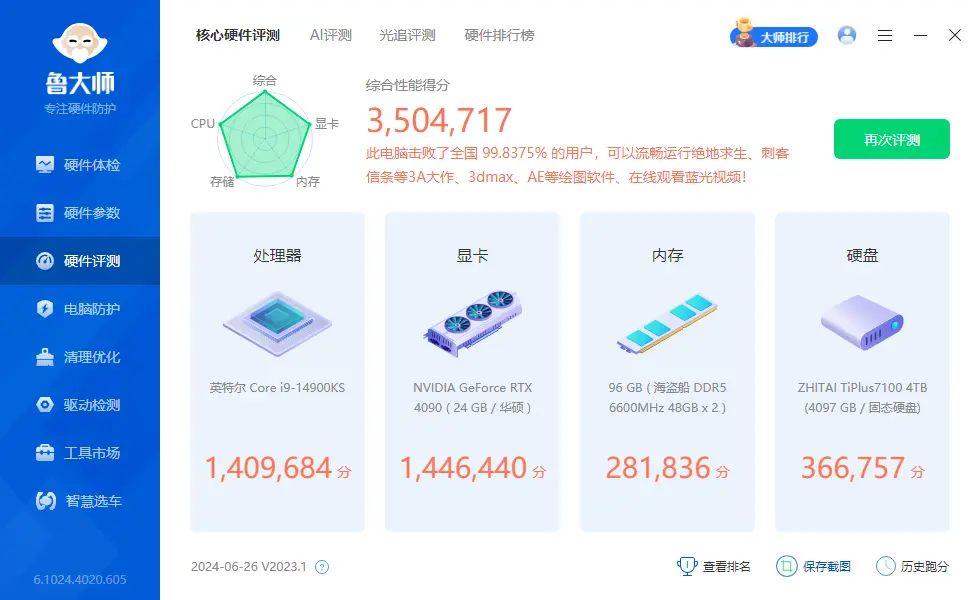 鲁大师
专注硬件防护
硬件体检
硬件参数
硬件评测
电脑防护
清理优化
驱动检测
工具市场
智慧选车
6.1024.4020.605
核心硬件评测 AI评测 光追评测 硬件排行榜
大师排行
综合
CPU
显卡
存储
内存
综合性能得分
3,504,717
此电脑击败了全国 99.8375% 的用户，可以流畅运行绝地求生、刺客
信条等3A大作、3dmax、AE等绘图软件、在线观看蓝光视频！
再次评测
处理器
英特尔 Core i9-14900KS
1,409,684 分
显卡
NVIDIA GeForce RTX
4090 ( 24 GB / 华硕 )
1,446,440 分
内存
96 GB ( 海盗船 DDR5
6600MHz 48GB x 2 )
281,836 分
硬盘
ZHITAI TiPlus7100 4TB
(4097 GB / 固态硬盘)
366,757 分
2024-06-26 V2023.1 ?
查看排名
保存截图
历史跑分